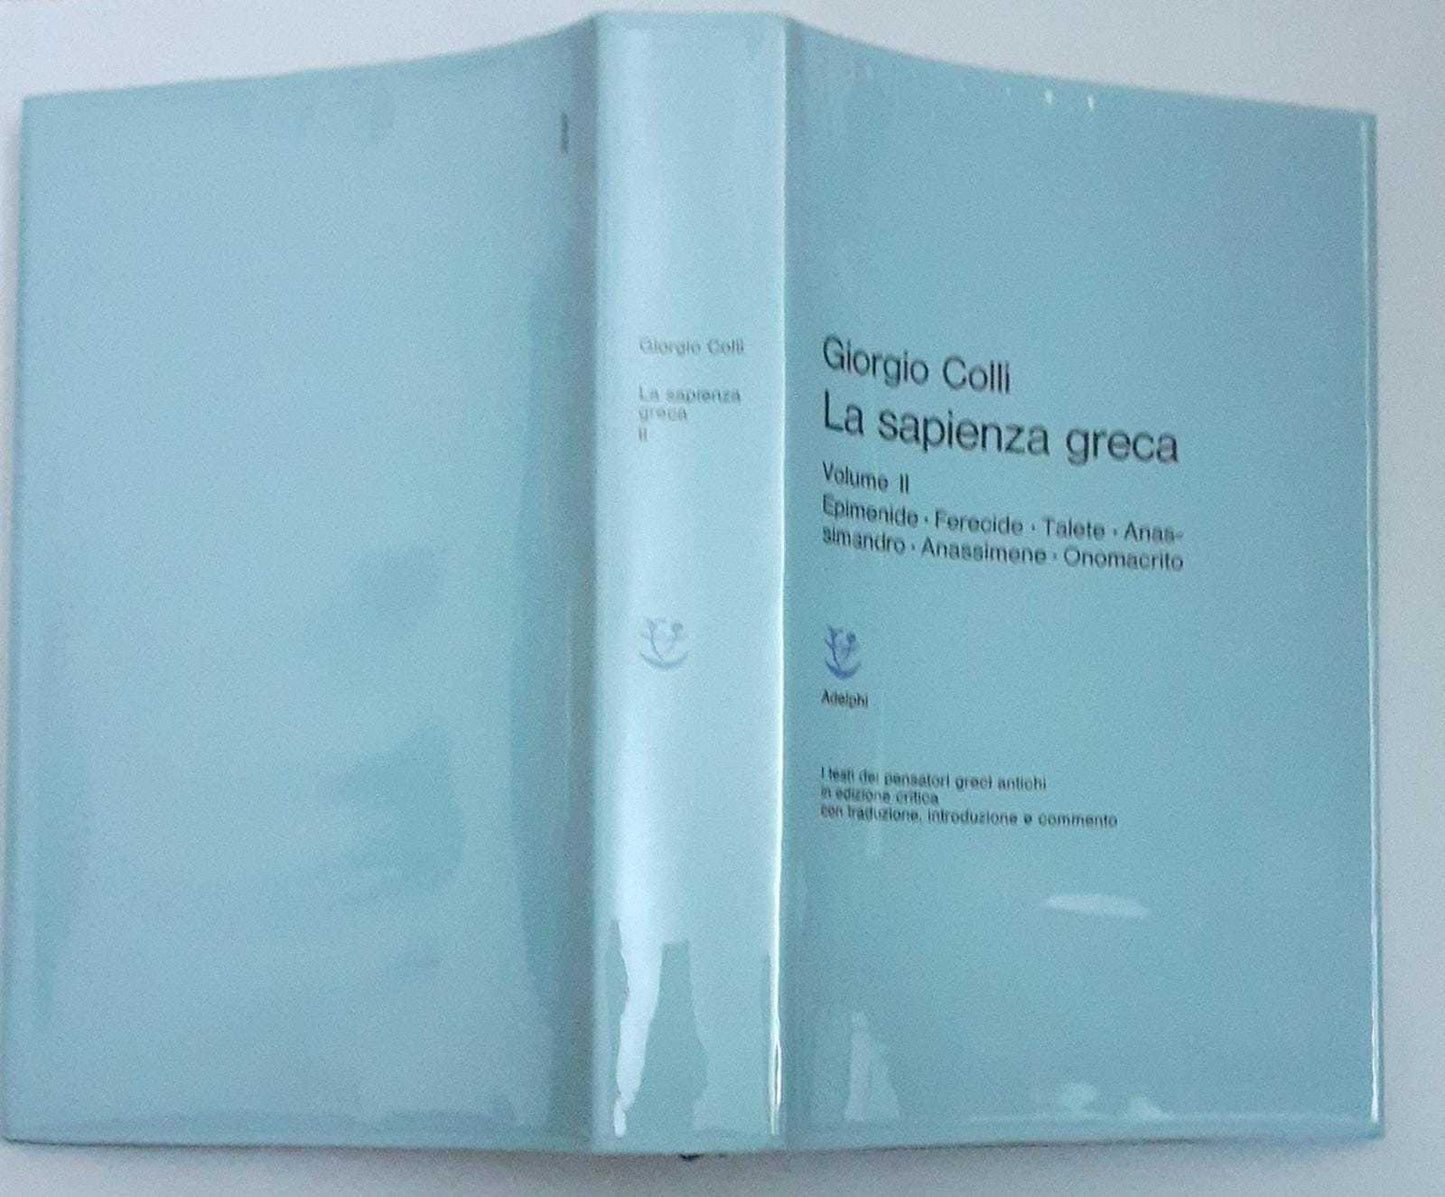 Giorgio Colli
La sapienza
greca
II
Giorgio Colli
La sapienza greca
Volume II
Epimenide · Ferecide · Talete · Anas-
simandro · Anassimene · Onomacrito
Adelphi
I testi dei pensatori greci antichi
in edizione critica
con traduzione, introduzione e commento